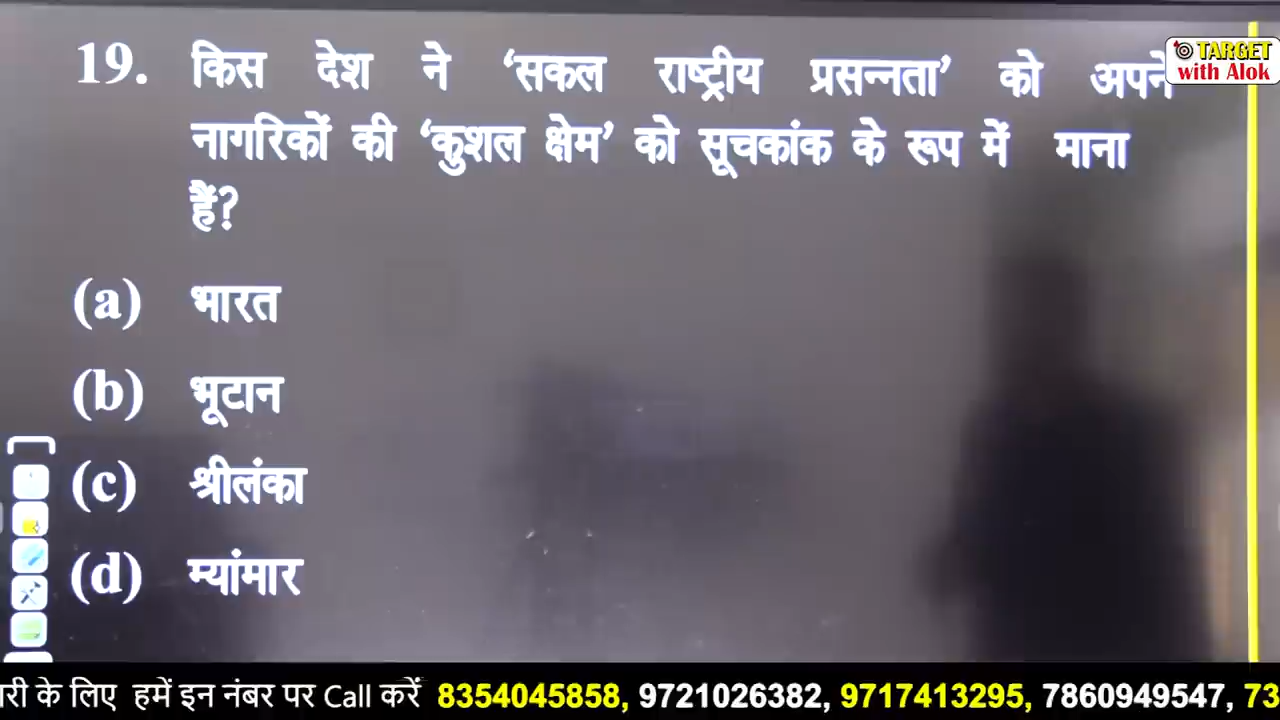 TARGET
with Alok
19. किस देश ने ‘सकल राष्ट्रीय प्रसन्नता’ को अपने
नागरिकों की ‘कुशल क्षेम’ को सूचकांक के रूप में माना
हैं?
(a) भारत
(b) भूटान
(c) श्रीलंका
(d) म्यांमार
री के लिए हमें इन नंबर पर Call करें 8354045858, 9721026382, 9717413295, 7860949547, 73